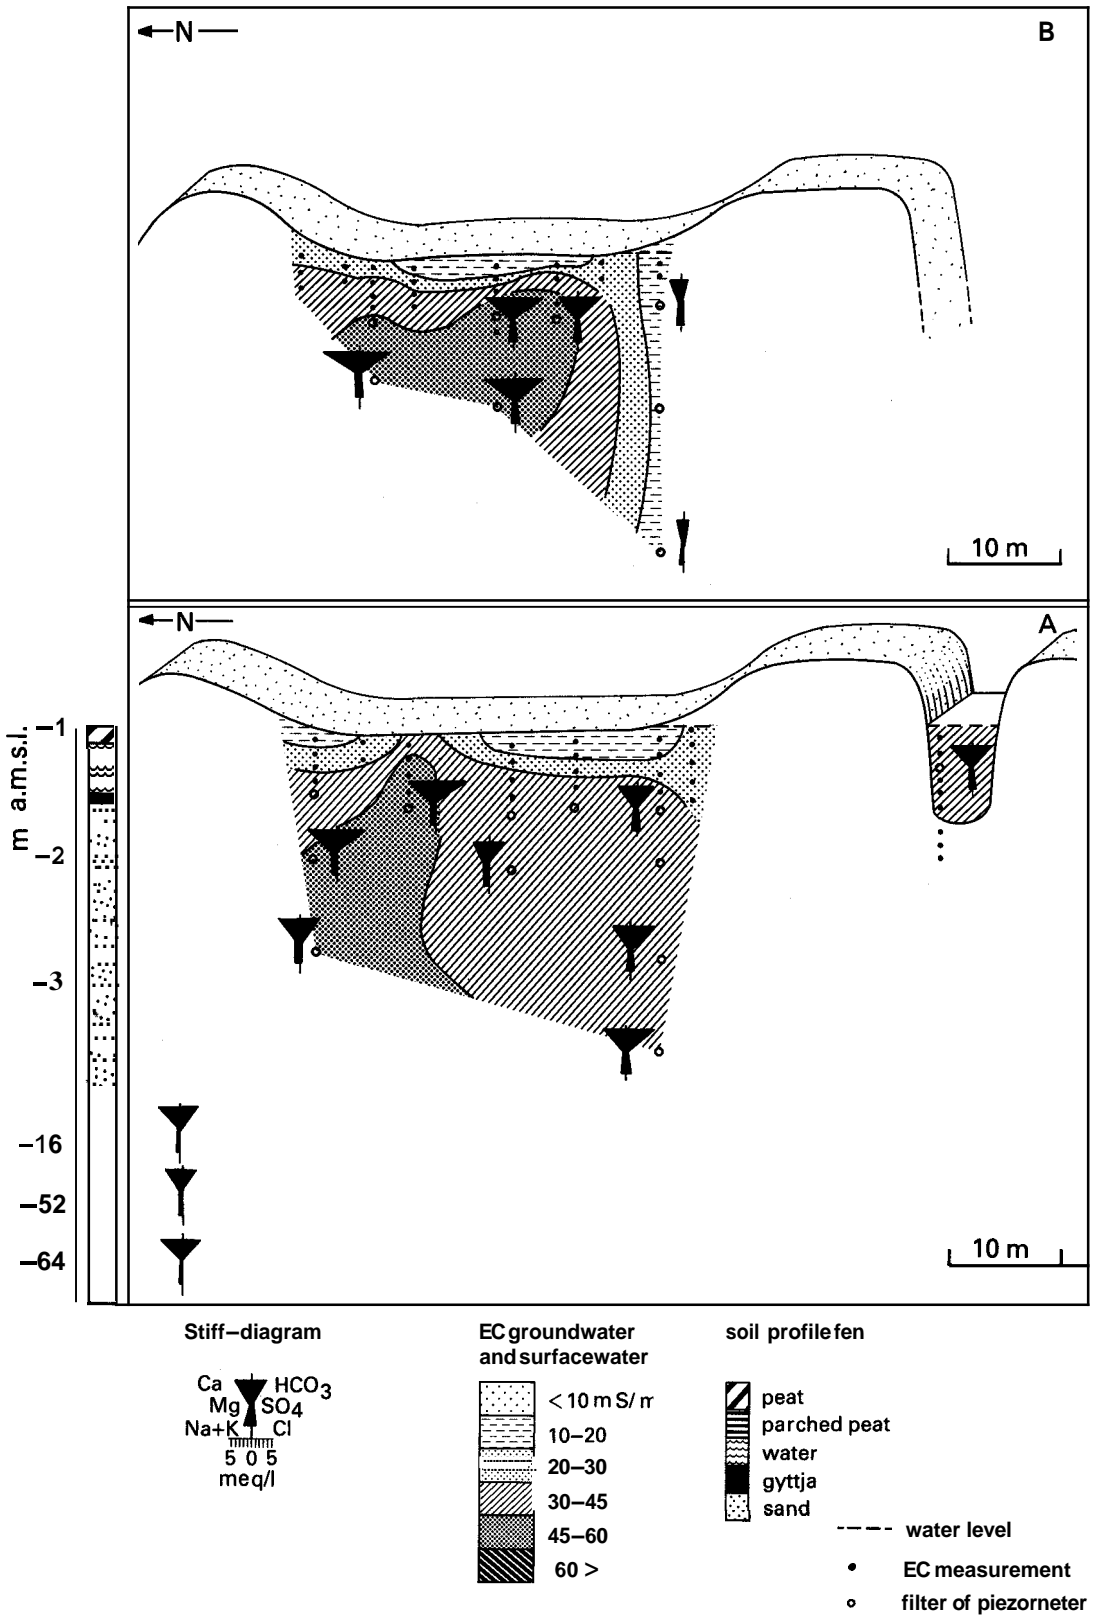 N
B
10 m
N
A
m a.m.s.l.
−1
−2
−3
−16
−52
−64
10 m
Stiff−diagram
Ca HCO3
Mg SO4
Na+K Cl
5 0 5
meq/l
EC groundwater
and surfacewater
< 10 m S/ m
10−20
20−30
30−45
45−60
60 >
soil profile fen
peat
parched peat
water
gyttja
sand
water level
EC measurement
filter of piezorneter